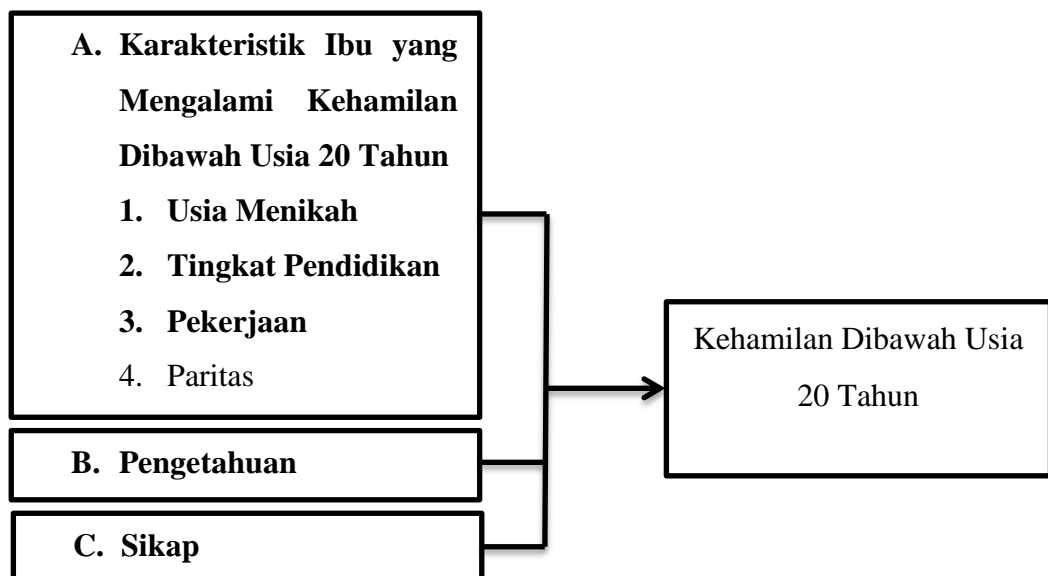 A. Karakteristik Ibu yang
Mengalami Kehamilan
Dibawah Usia 20 Tahun
1. Usia Menikah
2. Tingkat Pendidikan
3. Pekerjaan
4. Paritas
B. Pengetahuan
C. Sikap
Kehamilan Dibawah Usia
20 Tahun